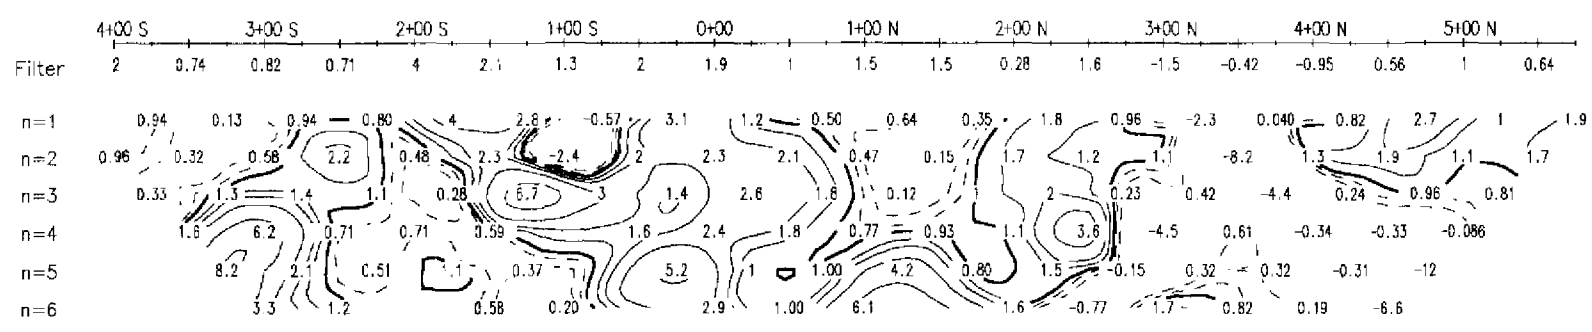 4+00 S 3+00 S 2+00 S 1+00 S 0+00 1+00 N 2+00 N 3+00 N 4+00 N 5+00 N
Filter 2 0.74 0.82 0.71 4 2.1 1.3 2 1.9 1 1.5 1.5 0.28 1.6 -1.5 -0.42 -0.95 0.56 1 0.64
n=1 0.94 0.13 0.94 0.80 4 2.8 -0.57 3.1 1.2 0.50 0.64 0.35 1.8 0.96 -2.3 0.040 0.82 2.7 1 1.9
n=2 0.96 0.32 0.58 2.2 0.48 2.3 -2.4 2 2.3 2.1 0.47 0.15 1.7 1.2 1.1 -8.2 1.3 1.9 1.1 1.7
n=3 0.33 1.3 1.4 1.1 0.28 6.7 3 1.4 2.6 1.8 0.12 1 2 0.23 0.42 -4.4 0.24 0.96 0.81
n=4 1.6 6.2 0.71 0.71 0.59 1.6 2.4 1.8 0.77 0.93 1.1 3.6 -4.5 0.61 -0.34 -0.33 -0.086
n=5 8.2 2.1 0.51 1.1 0.37 5.2 1 1.00 4.2 0.80 1.5 -0.15 0.32 0.32 -0.31 -12
n=6 3.3 1.2 0.58 0.20 2.9 1.00 6.1 1.6 -0.77 1.7 0.82 0.19 -6.6